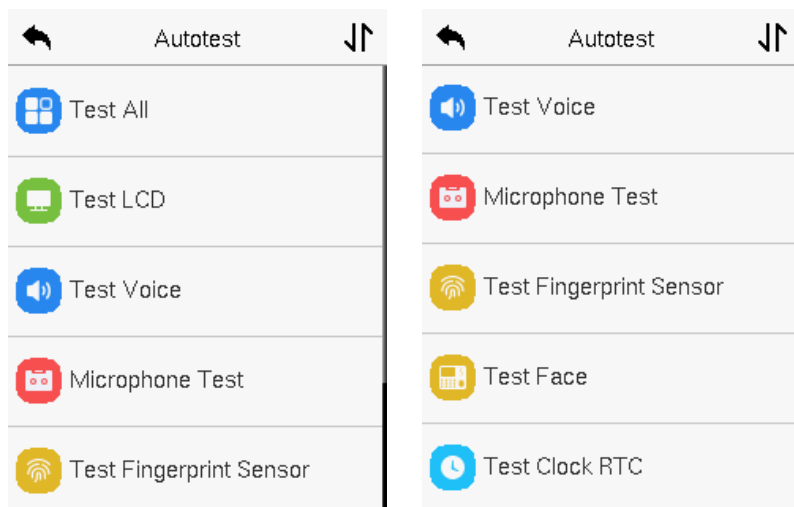 Autotest
Test All
Test LCD
Test Voice
Microphone Test
Test Fingerprint Sensor
Autotest
Test Voice
Microphone Test
Test Fingerprint Sensor
Test Face
Test Clock RTC